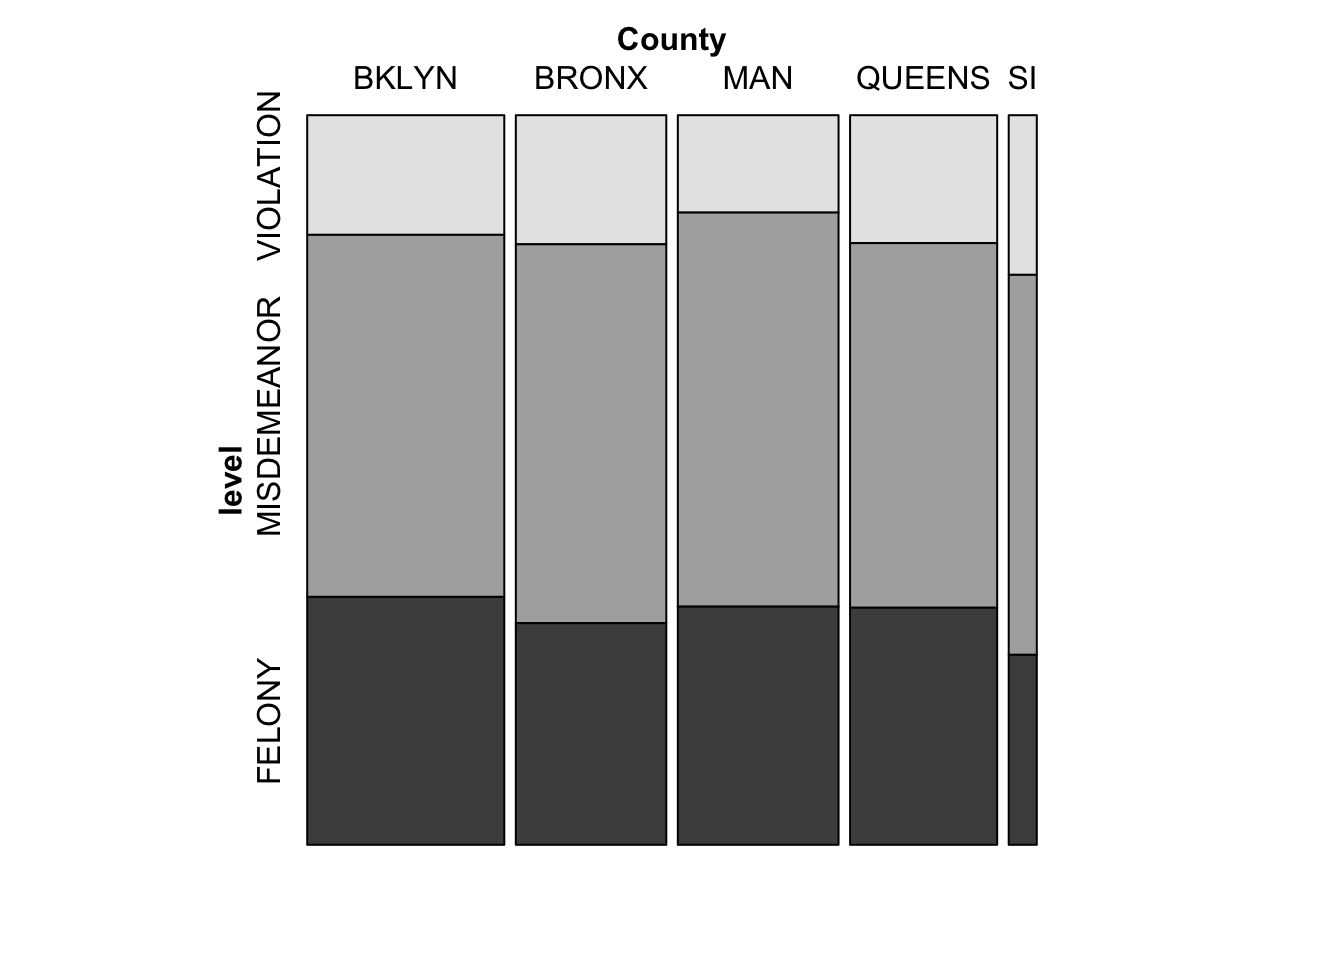 County
BKLYN BRONX MAN QUEENS SI
level
VIOLATION
MISDEMEANOR
FELONY